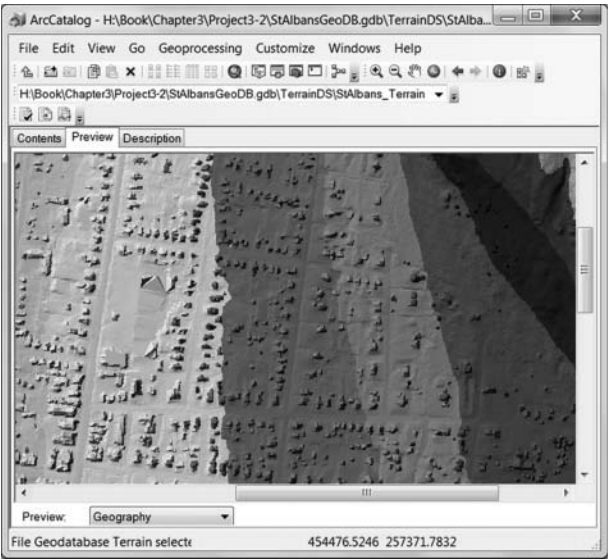 ArcCatalog - H:\Book\Chapter3\Project3-2\StAlbansGeoDB.gdb\TerrainDS\StAlba...
File Edit View Go Geoprocessing Customize Windows Help
H:\Book\Chapter3\Project3-2\StAlbansGeoDB.gdb\TerrainDS\StAlbans_Terrain
Contents Preview Description
Preview: Geography
File Geodatabase Terrain selecte 454476.5246 257371.7832